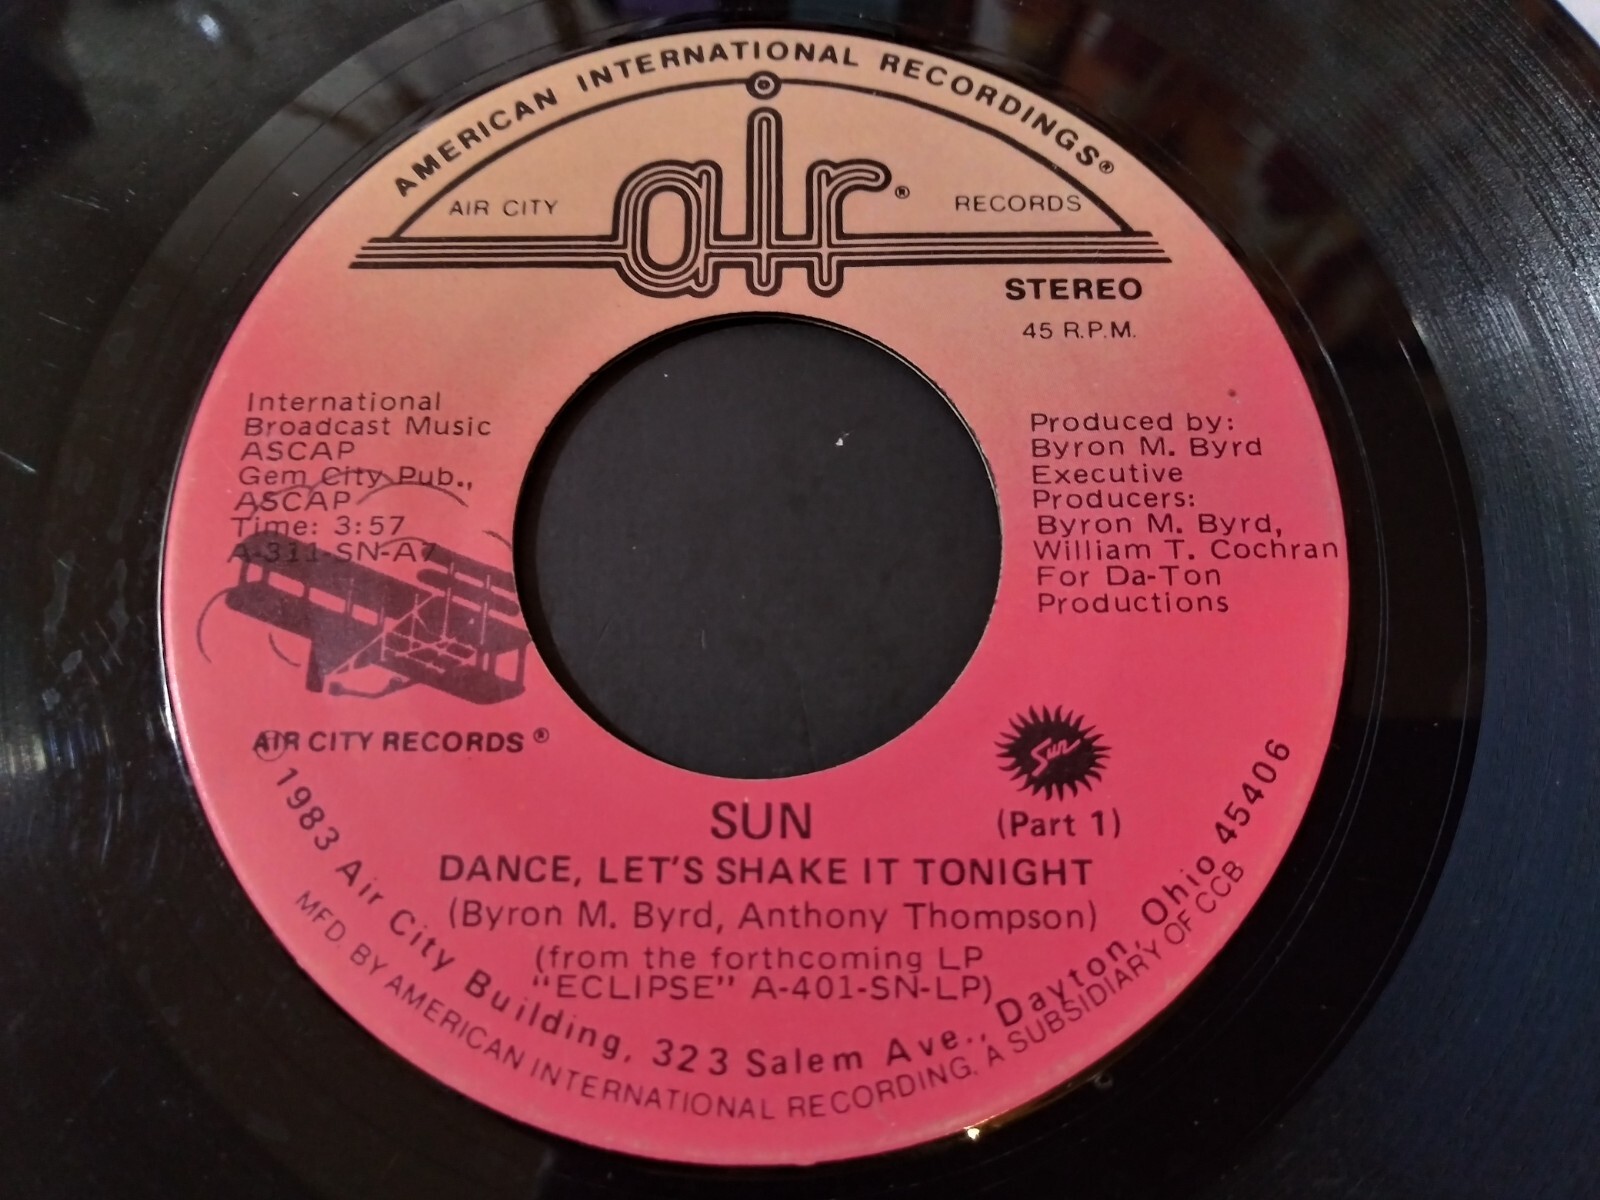 AMERICAN INTERNATIONAL RECORDINGS®
AIR CITY air® RECORDS
STEREO
45 R.P.M.
International
Broadcast Music
ASCAP
Gem City Pub.,
ASCAP
Time: 3:57
A-311-SN-A7
Produced by:
Byron M. Byrd
Executive
Producers:
Byron M. Byrd,
William T. Cochran
For Da-Ton
Productions
AIR CITY RECORDS®
Sun
SUN
(Part 1)
DANCE, LET'S SHAKE IT TONIGHT
(Byron M. Byrd, Anthony Thompson)
(from the forthcoming LP
"ECLIPSE" A-401-SN-LP)
℗ 1983 Air City Building, 323 Salem Ave., Dayton, Ohio 45406
MFD. BY AMERICAN INTERNATIONAL RECORDING, A SUBSIDIARY OF CCB